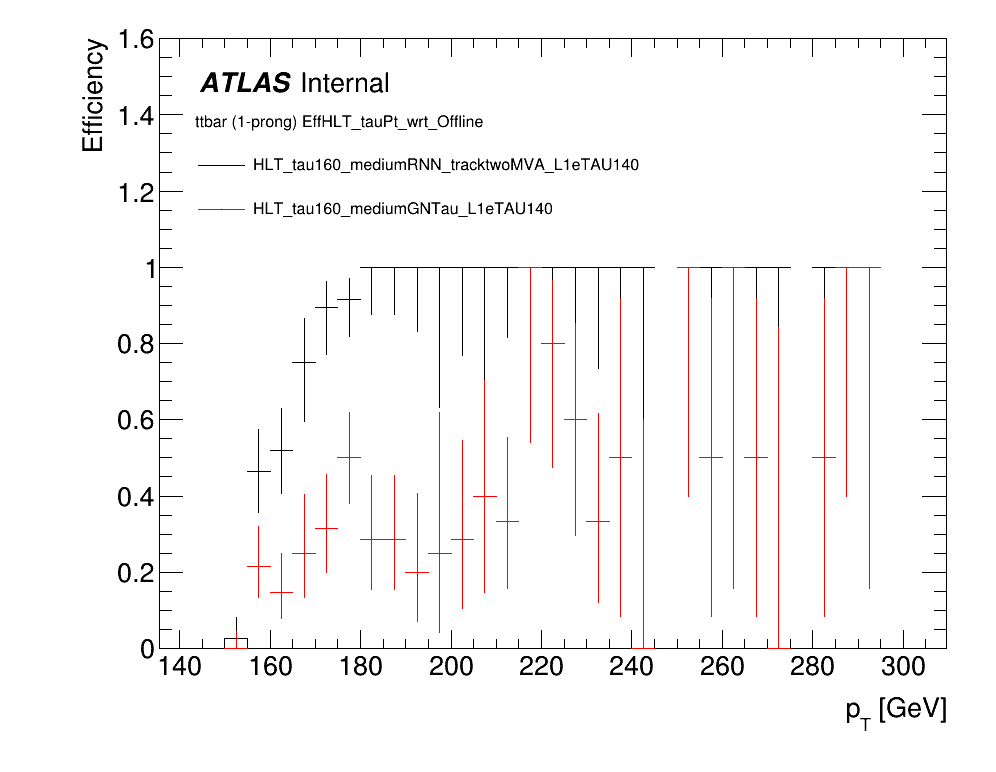 Efficiency
1.6
1.4
1.2
1
0.8
0.6
0.4
0.2
0
ATLAS Internal
ttbar (1-prong) EffHLT_tauPt_wrt_Offline
HLT_tau160_mediumRNN_tracktwoMVA_L1eTAU140
HLT_tau160_mediumGNTau_L1eTAU140
140 160 180 200 220 240 260 280 300
p_T [GeV]